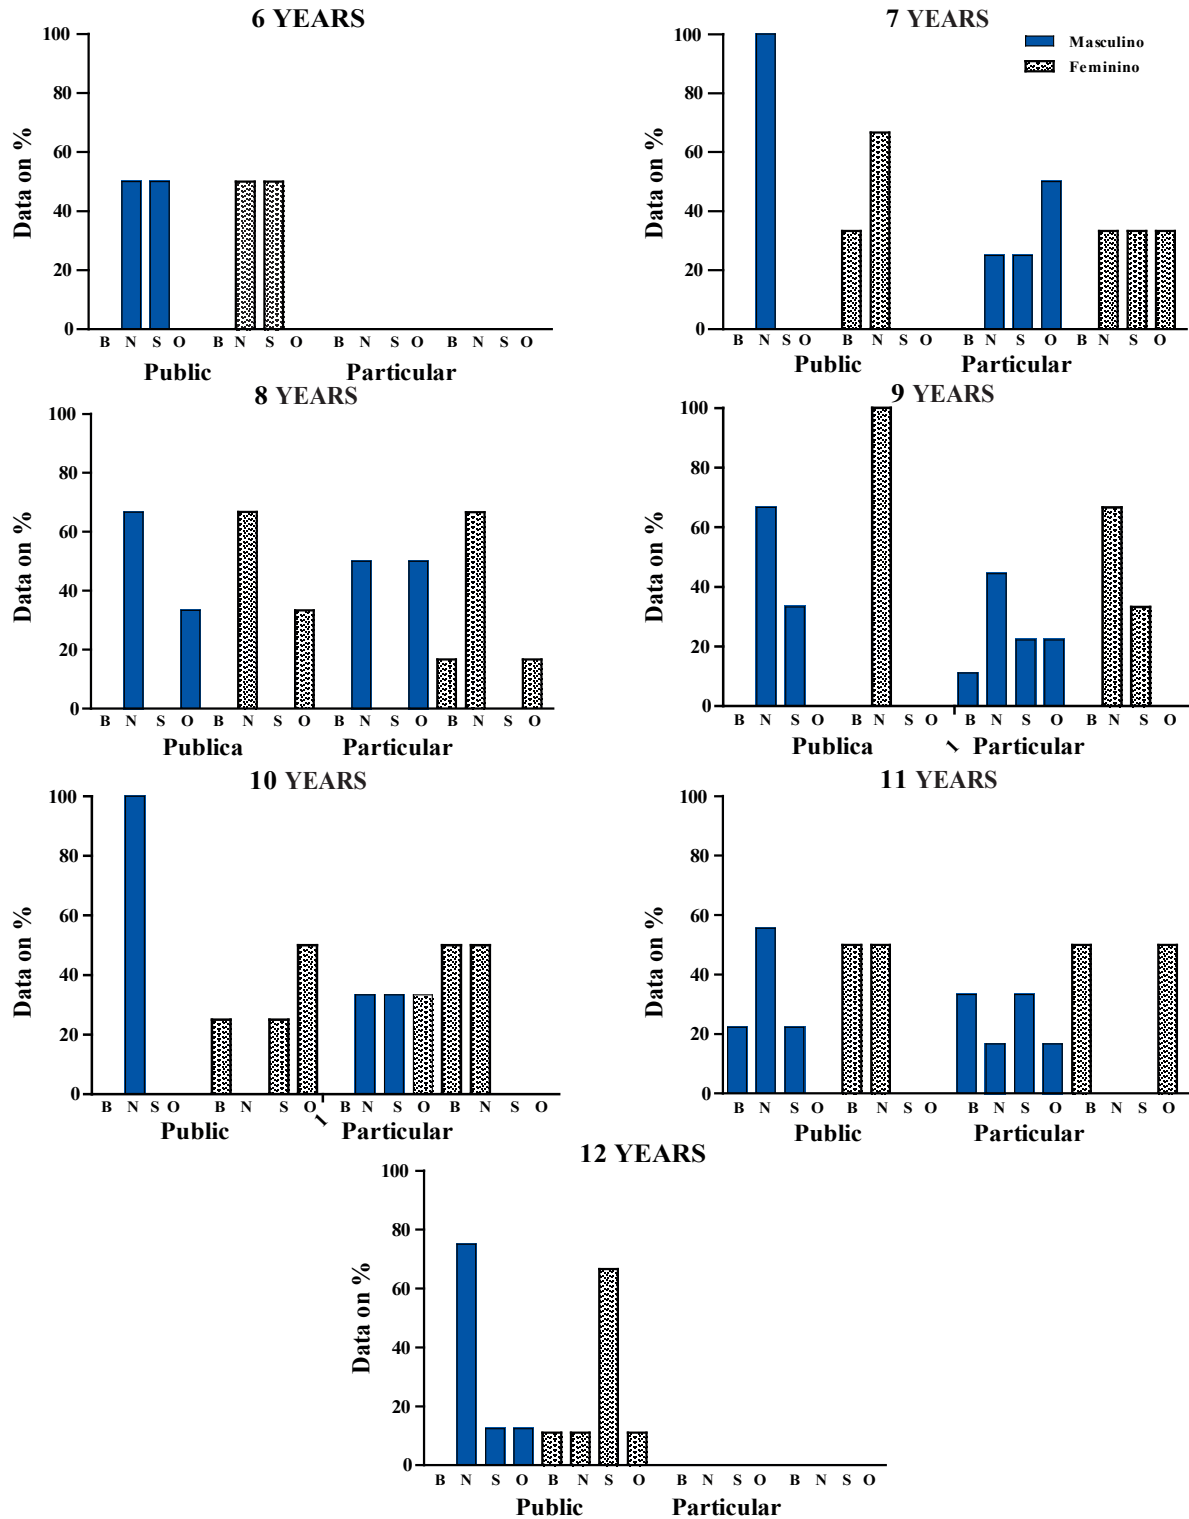 6 YEARS
100
80
60
40
20
0
Data on %
B N S O B N S O B N S O B N S O
Public Particular
7 YEARS
Masculino
Feminino
100
80
60
40
20
0
Data on %
B N S O B N S O B N S O B N S O
Public Particular
8 YEARS
100
80
60
40
20
0
Data on %
B N S O B N S O B N S O B N S O
Publica Particular
9 YEARS
100
80
60
40
20
0
Data on %
B N S O B N S O B N S O B N S O
Publica 1 Particular
10 YEARS
100
80
60
40
20
0
Data on %
B N S O B N S O B N S O B N S O
Public 1 Particular
11 YEARS
100
80
60
40
20
0
Data on %
B N S O B N S O B N S O B N S O
Public Particular
12 YEARS
100
80
60
40
20
0
Data on %
B N S O B N S O B N S O B N S O
Public Particular